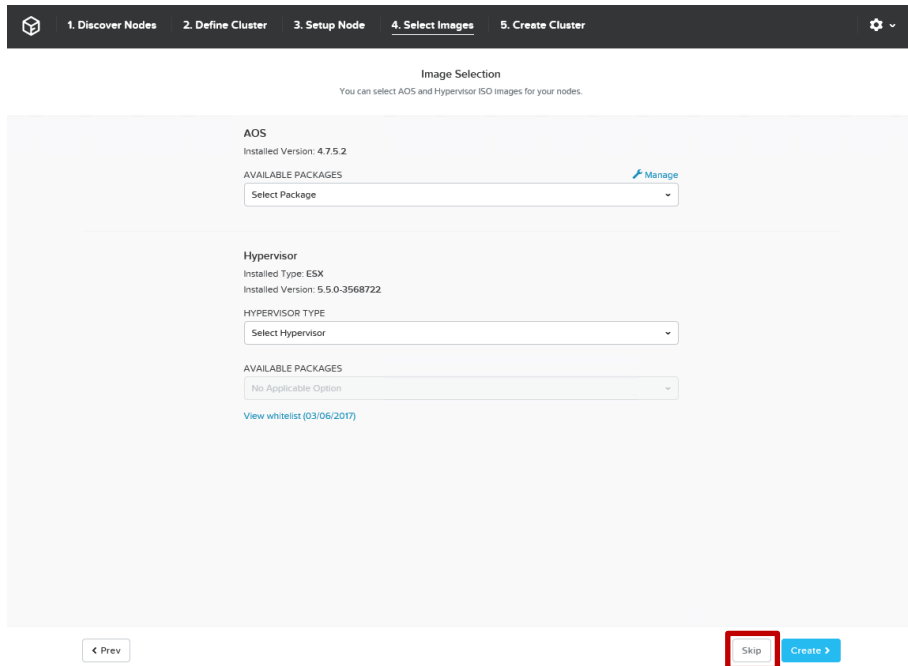 1. Discover Nodes 2. Define Cluster 3. Setup Node 4. Select Images 5. Create Cluster
Image Selection
You can select AOS and Hypervisor ISO images for your nodes.
AOS
Installed Version: 4.7.5.2
AVAILABLE PACKAGES Manage
Select Package
Hypervisor
Installed Type: ESX
Installed Version: 5.5.0-3568722
HYPERVISOR TYPE
Select Hypervisor
AVAILABLE PACKAGES
No Applicable Option
View whitelist (03/06/2017)
< Prev Skip Create >